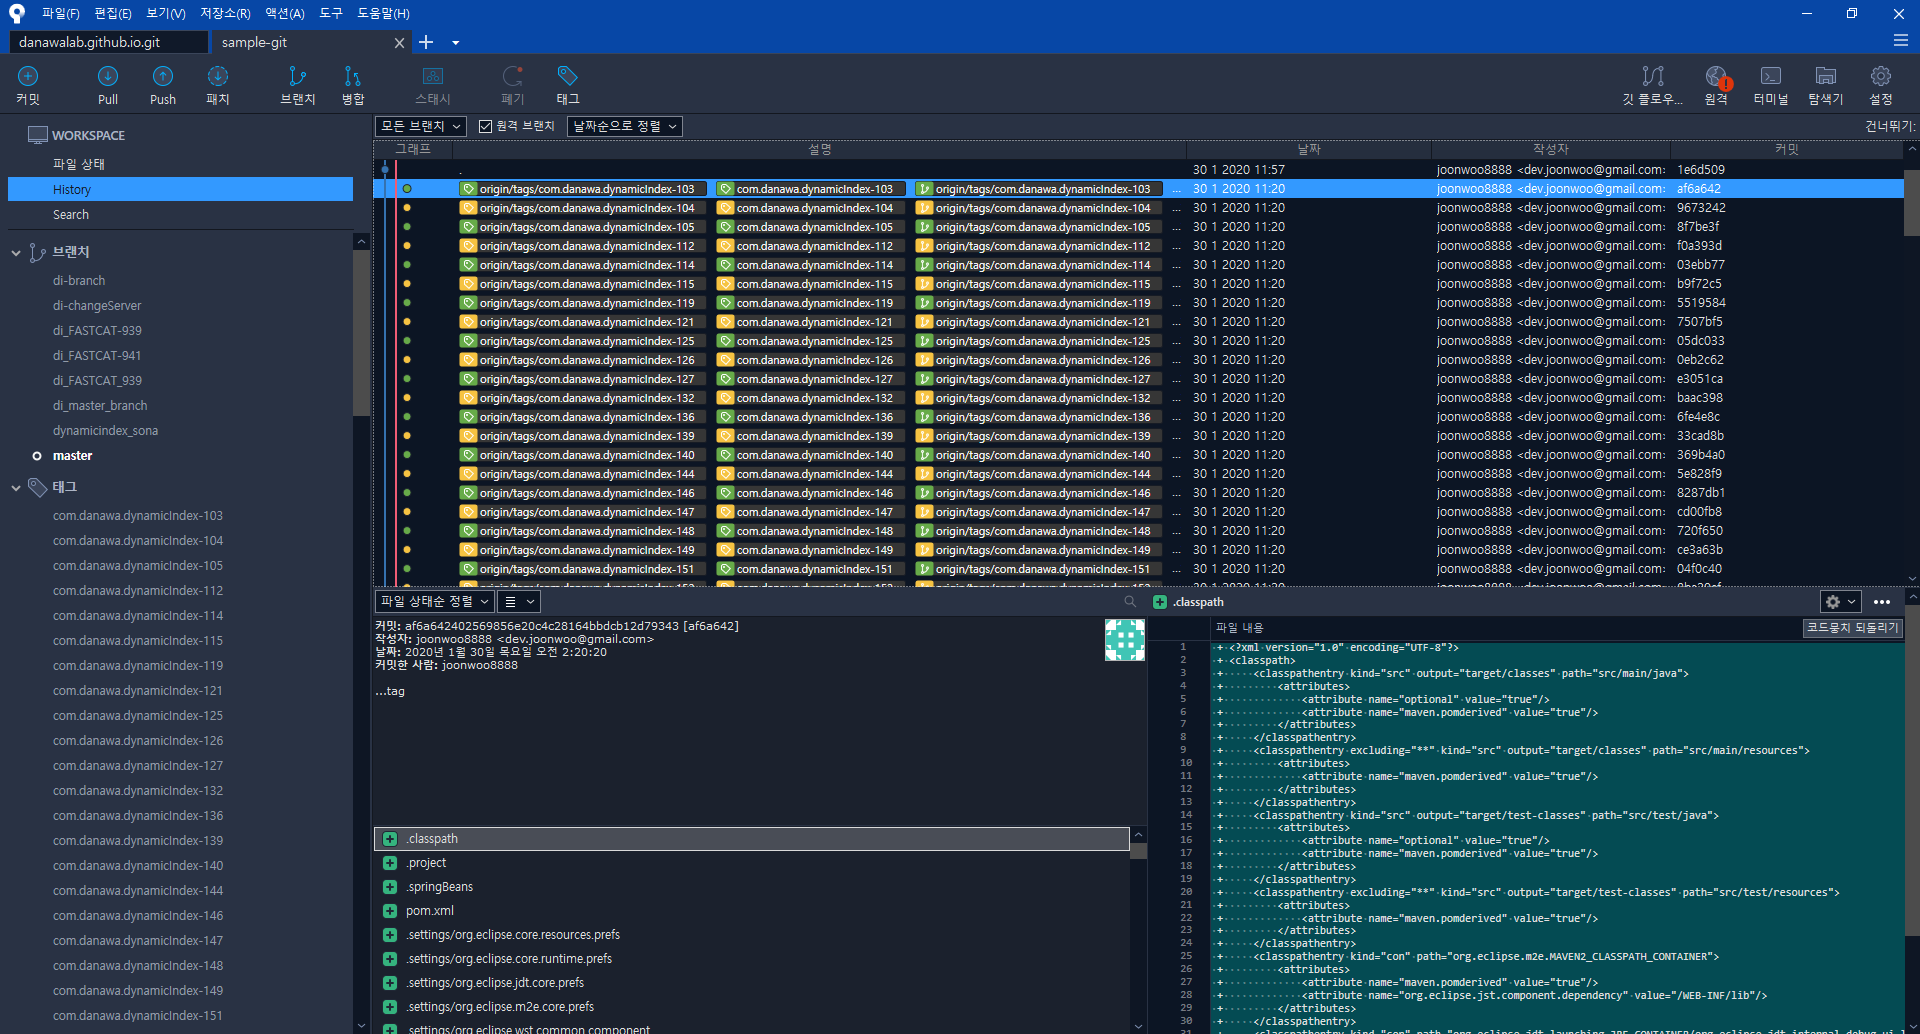 파일(F) 편집(E) 보기(V) 저장소(R) 액션(A) 도구 도움말(H)
danawalab.github.io.git sample-git
커밋 Pull Push 패치 브랜치 병합 스태시 폐기 태그 깃 플로우... 원격 터미널 탐색기 설정
WORKSPACE
파일 상태
History
Search
브랜치
di-branch
di-changeServer
di_FASTCAT-939
di_FASTCAT-941
di_FASTCAT_939
di_master_branch
dynamicindex_sona
master
태그
com.danawa.dynamicIndex-103
com.danawa.dynamicIndex-104
com.danawa.dynamicIndex-105
com.danawa.dynamicIndex-112
com.danawa.dynamicIndex-114
com.danawa.dynamicIndex-115
com.danawa.dynamicIndex-119
com.danawa.dynamicIndex-121
com.danawa.dynamicIndex-125
com.danawa.dynamicIndex-126
com.danawa.dynamicIndex-127
com.danawa.dynamicIndex-132
com.danawa.dynamicIndex-136
com.danawa.dynamicIndex-139
com.danawa.dynamicIndex-140
com.danawa.dynamicIndex-144
com.danawa.dynamicIndex-146
com.danawa.dynamicIndex-147
com.danawa.dynamicIndex-148
com.danawa.dynamicIndex-149
com.danawa.dynamicIndex-151
모든 브랜치 원격 브랜치 날짜순으로 정렬 건너뛰기:
그래프 설명 날짜 작성자 커밋
. 30 1 2020 11:57 joonwoo8888 <dev.joonwoo@gmail.com: 1e6d509
origin/tags/com.danawa.dynamicIndex-103 com.danawa.dynamicIndex-103 origin/tags/com.danawa.dynamicIndex-103 ... 30 1 2020 11:20 joonwoo8888 <dev.joonwoo@gmail.com: af6a642
origin/tags/com.danawa.dynamicIndex-104 com.danawa.dynamicIndex-104 origin/tags/com.danawa.dynamicIndex-104 ... 30 1 2020 11:20 joonwoo8888 <dev.joonwoo@gmail.com: 9673242
origin/tags/com.danawa.dynamicIndex-105 com.danawa.dynamicIndex-105 origin/tags/com.danawa.dynamicIndex-105 ... 30 1 2020 11:20 joonwoo8888 <dev.joonwoo@gmail.com: 8f7be3f
origin/tags/com.danawa.dynamicIndex-112 com.danawa.dynamicIndex-112 origin/tags/com.danawa.dynamicIndex-112 ... 30 1 2020 11:20 joonwoo8888 <dev.joonwoo@gmail.com: f0a393d
origin/tags/com.danawa.dynamicIndex-114 com.danawa.dynamicIndex-114 origin/tags/com.danawa.dynamicIndex-114 ... 30 1 2020 11:20 joonwoo8888 <dev.joonwoo@gmail.com: 03ebb77
origin/tags/com.danawa.dynamicIndex-115 com.danawa.dynamicIndex-115 origin/tags/com.danawa.dynamicIndex-115 ... 30 1 2020 11:20 joonwoo8888 <dev.joonwoo@gmail.com: b9f72c5
origin/tags/com.danawa.dynamicIndex-119 com.danawa.dynamicIndex-119 origin/tags/com.danawa.dynamicIndex-119 ... 30 1 2020 11:20 joonwoo8888 <dev.joonwoo@gmail.com: 5519584
origin/tags/com.danawa.dynamicIndex-121 com.danawa.dynamicIndex-121 origin/tags/com.danawa.dynamicIndex-121 ... 30 1 2020 11:20 joonwoo8888 <dev.joonwoo@gmail.com: 7507bf5
origin/tags/com.danawa.dynamicIndex-125 com.danawa.dynamicIndex-125 origin/tags/com.danawa.dynamicIndex-125 ... 30 1 2020 11:20 joonwoo8888 <dev.joonwoo@gmail.com: 05dc033
origin/tags/com.danawa.dynamicIndex-126 com.danawa.dynamicIndex-126 origin/tags/com.danawa.dynamicIndex-126 ... 30 1 2020 11:20 joonwoo8888 <dev.joonwoo@gmail.com: 0eb2c62
origin/tags/com.danawa.dynamicIndex-127 com.danawa.dynamicIndex-127 origin/tags/com.danawa.dynamicIndex-127 ... 30 1 2020 11:20 joonwoo8888 <dev.joonwoo@gmail.com: e3051ca
origin/tags/com.danawa.dynamicIndex-132 com.danawa.dynamicIndex-132 origin/tags/com.danawa.dynamicIndex-132 ... 30 1 2020 11:20 joonwoo8888 <dev.joonwoo@gmail.com: baac398
origin/tags/com.danawa.dynamicIndex-136 com.danawa.dynamicIndex-136 origin/tags/com.danawa.dynamicIndex-136 ... 30 1 2020 11:20 joonwoo8888 <dev.joonwoo@gmail.com: 6fe4e8c
origin/tags/com.danawa.dynamicIndex-139 com.danawa.dynamicIndex-139 origin/tags/com.danawa.dynamicIndex-139 ... 30 1 2020 11:20 joonwoo8888 <dev.joonwoo@gmail.com: 33cad8b
origin/tags/com.danawa.dynamicIndex-140 com.danawa.dynamicIndex-140 origin/tags/com.danawa.dynamicIndex-140 ... 30 1 2020 11:20 joonwoo8888 <dev.joonwoo@gmail.com: 369b4a0
origin/tags/com.danawa.dynamicIndex-144 com.danawa.dynamicIndex-144 origin/tags/com.danawa.dynamicIndex-144 ... 30 1 2020 11:20 joonwoo8888 <dev.joonwoo@gmail.com: 5e828f9
origin/tags/com.danawa.dynamicIndex-146 com.danawa.dynamicIndex-146 origin/tags/com.danawa.dynamicIndex-146 ... 30 1 2020 11:20 joonwoo8888 <dev.joonwoo@gmail.com: 8287db1
origin/tags/com.danawa.dynamicIndex-147 com.danawa.dynamicIndex-147 origin/tags/com.danawa.dynamicIndex-147 ... 30 1 2020 11:20 joonwoo8888 <dev.joonwoo@gmail.com: cd00fb8
origin/tags/com.danawa.dynamicIndex-148 com.danawa.dynamicIndex-148 origin/tags/com.danawa.dynamicIndex-148 ... 30 1 2020 11:20 joonwoo8888 <dev.joonwoo@gmail.com: 720f650
origin/tags/com.danawa.dynamicIndex-149 com.danawa.dynamicIndex-149 origin/tags/com.danawa.dynamicIndex-149 ... 30 1 2020 11:20 joonwoo8888 <dev.joonwoo@gmail.com: ce3a63b
origin/tags/com.danawa.dynamicIndex-151 com.danawa.dynamicIndex-151 origin/tags/com.danawa.dynamicIndex-151 ... 30 1 2020 11:20 joonwoo8888 <dev.joonwoo@gmail.com: 04f0c40
파일 상태순 정렬
커밋: af6a642402569856e20c4c28164bbdcb12d79343 [af6a642]
작성자: joonwoo8888 <dev.joonwoo@gmail.com>
날짜: 2020년 1월 30일 목요일 오전 2:20:20
커밋한 사람: joonwoo8888
...tag
.classpath
.project
.springBeans
pom.xml
.settings/org.eclipse.core.resources.prefs
.settings/org.eclipse.core.runtime.prefs
.settings/org.eclipse.jdt.core.prefs
.settings/org.eclipse.m2e.core.prefs
.settings/org.eclipse.wst.common.component
.classpath
파일 내용 코드뭉치 되돌리기
1 + <?xml version="1.0" encoding="UTF-8"?>
2 + <classpath>
3 + <classpathentry kind="src" output="target/classes" path="src/main/java">
4 + <attributes>
5 + <attribute name="optional" value="true"/>
6 + <attribute name="maven.pomderived" value="true"/>
7 + </attributes>
8 + </classpathentry>
9 + <classpathentry excluding="**" kind="src" output="target/classes" path="src/main/resources">
10 + <attributes>
11 + <attribute name="maven.pomderived" value="true"/>
12 + </attributes>
13 + </classpathentry>
14 + <classpathentry kind="src" output="target/test-classes" path="src/test/java">
15 + <attributes>
16 + <attribute name="optional" value="true"/>
17 + <attribute name="maven.pomderived" value="true"/>
18 + </attributes>
19 + </classpathentry>
20 + <classpathentry excluding="**" kind="src" output="target/test-classes" path="src/test/resources">
21 + <attributes>
22 + <attribute name="maven.pomderived" value="true"/>
23 + </attributes>
24 + </classpathentry>
25 + <classpathentry kind="con" path="org.eclipse.m2e.MAVEN2_CLASSPATH_CONTAINER">
26 + <attributes>
27 + <attribute name="maven.pomderived" value="true"/>
28 + <attribute name="org.eclipse.jst.component.dependency" value="/WEB-INF/lib"/>
29 + </attributes>
30 + </classpathentry>